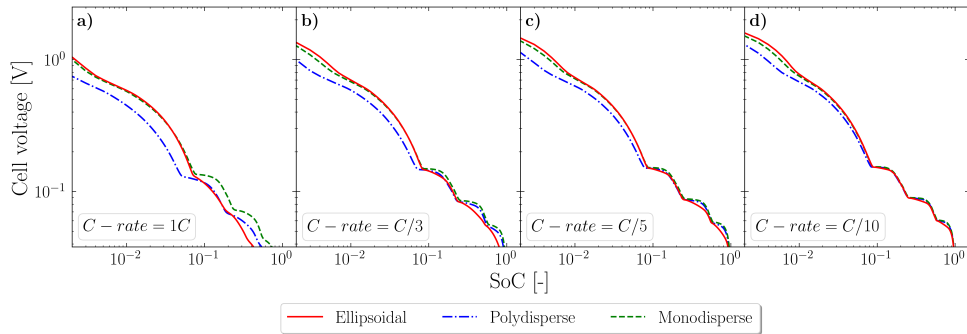 a)
b)
c)
d)
Cell voltage [V]
10⁰
10⁻¹
C − rate = 1C
C − rate = C/3
C − rate = C/5
C − rate = C/10
10⁻² 10⁻¹ 10⁰
10⁻² 10⁻¹ 10⁰
10⁻² 10⁻¹ 10⁰
10⁻² 10⁻¹ 10⁰
SoC [-]
Ellipsoidal Polydisperse Monodisperse